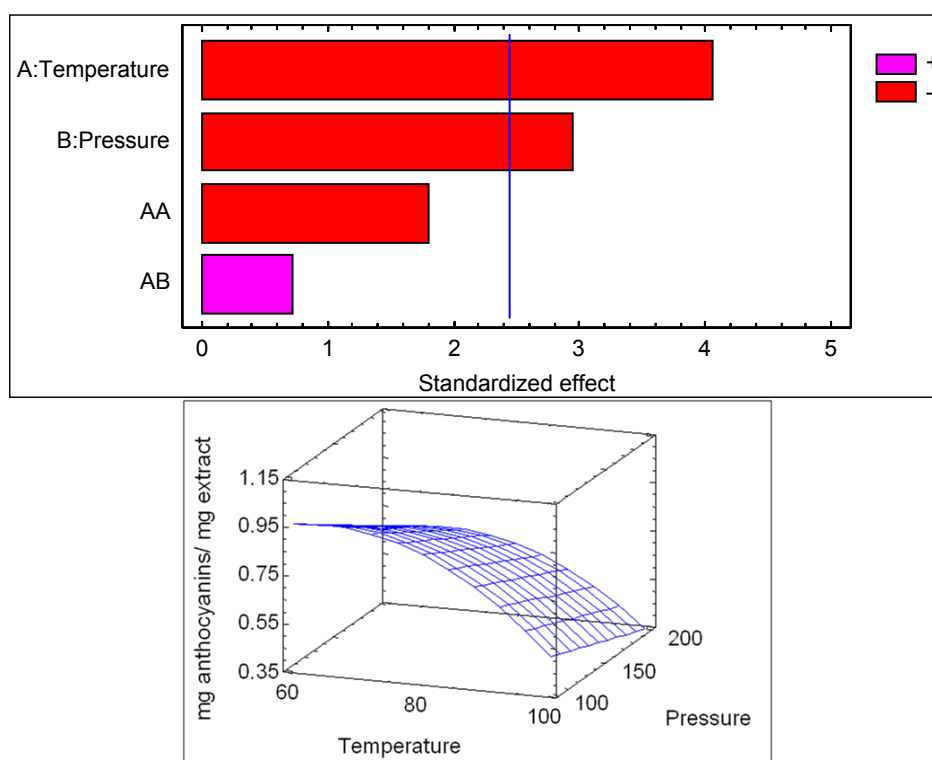 A:Temperature
B:Pressure
AA
AB
+
-
0 1 2 3 4 5
Standardized effect
mg anthocyanins/ mg extract
1.15
0.95
0.75
0.55
0.35
60 80 100
Temperature
100 150 200
Pressure